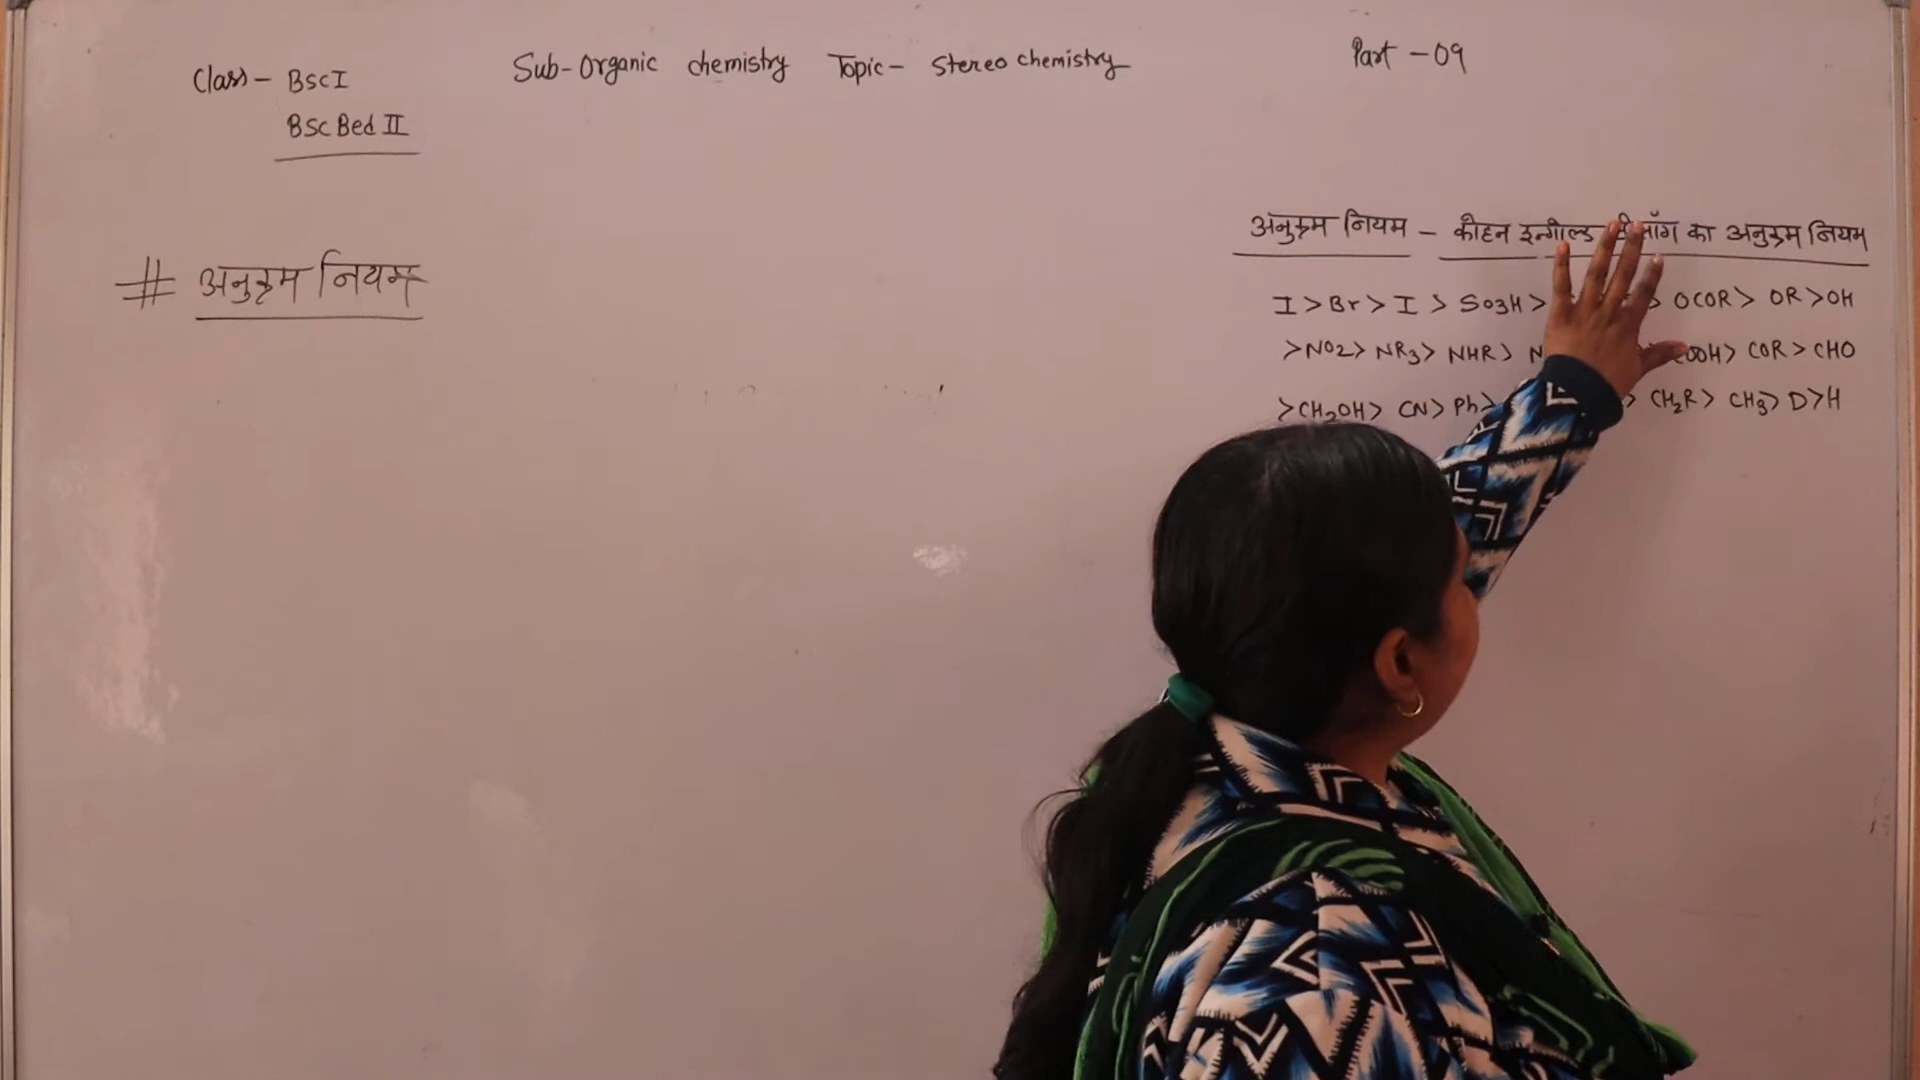 Class - BSc I
BSc Bed II
Sub-Organic chemistry Topic - Stereo chemistry
Part - 09
# अनुक्रम नियम
अनुक्रम नियम - कौहन इन्गोल्ड का अनुक्रम नियम
I > Br > I > SO3H > > OCOR > OR > OH
> NO2 > NR3 > NHR > COOH > COR > CHO
> CH2OH > CN > Ph > > CH2R > CH3 > D > H